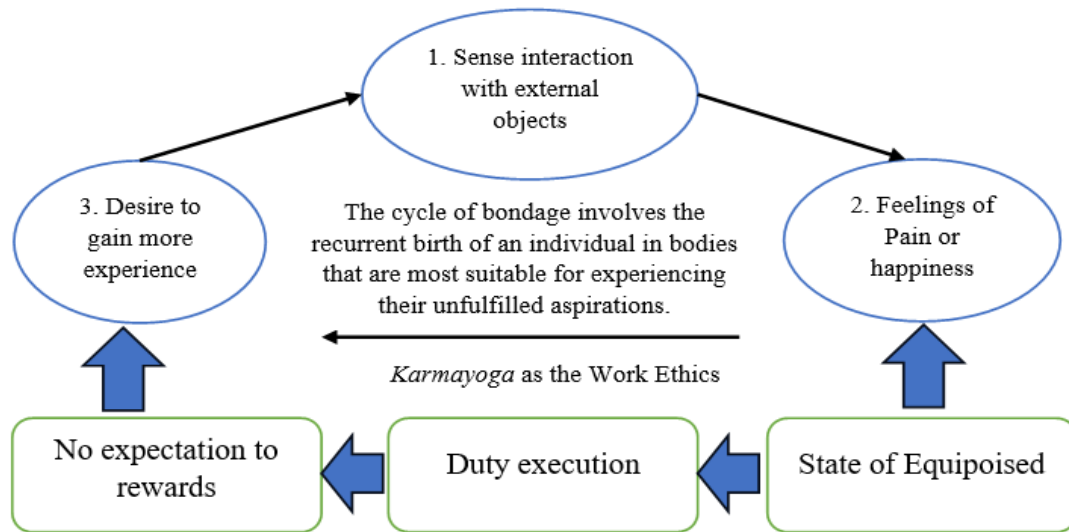 1. Sense interaction
with external
objects
3. Desire to
gain more
experience
The cycle of bondage involves the
recurrent birth of an individual in bodies
that are most suitable for experiencing
their unfulfilled aspirations.
2. Feelings of
Pain or
happiness
Karmayoga as the Work Ethics
No expectation to
rewards
Duty execution
State of Equipoised